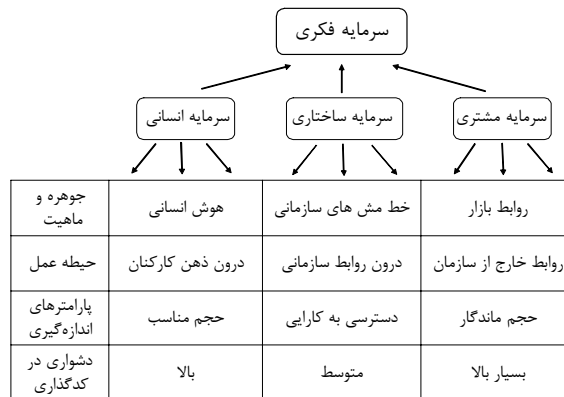 سرمایه فکری
سرمایه مشتری
سرمایه ساختاری
سرمایه انسانی
روابط بازار
خط مش های سازمانی
هوش انسانی
جوهره و
ماهیت
روابط خارج از سازمان
درون روابط سازمانی
درون ذهن کارکنان
حیطه عمل
حجم ماندگار
دسترسی به کارایی
حجم مناسب
پارامترهای
اندازه‌گیری
بسیار بالا
متوسط
بالا
دشواری در
کدگذاری